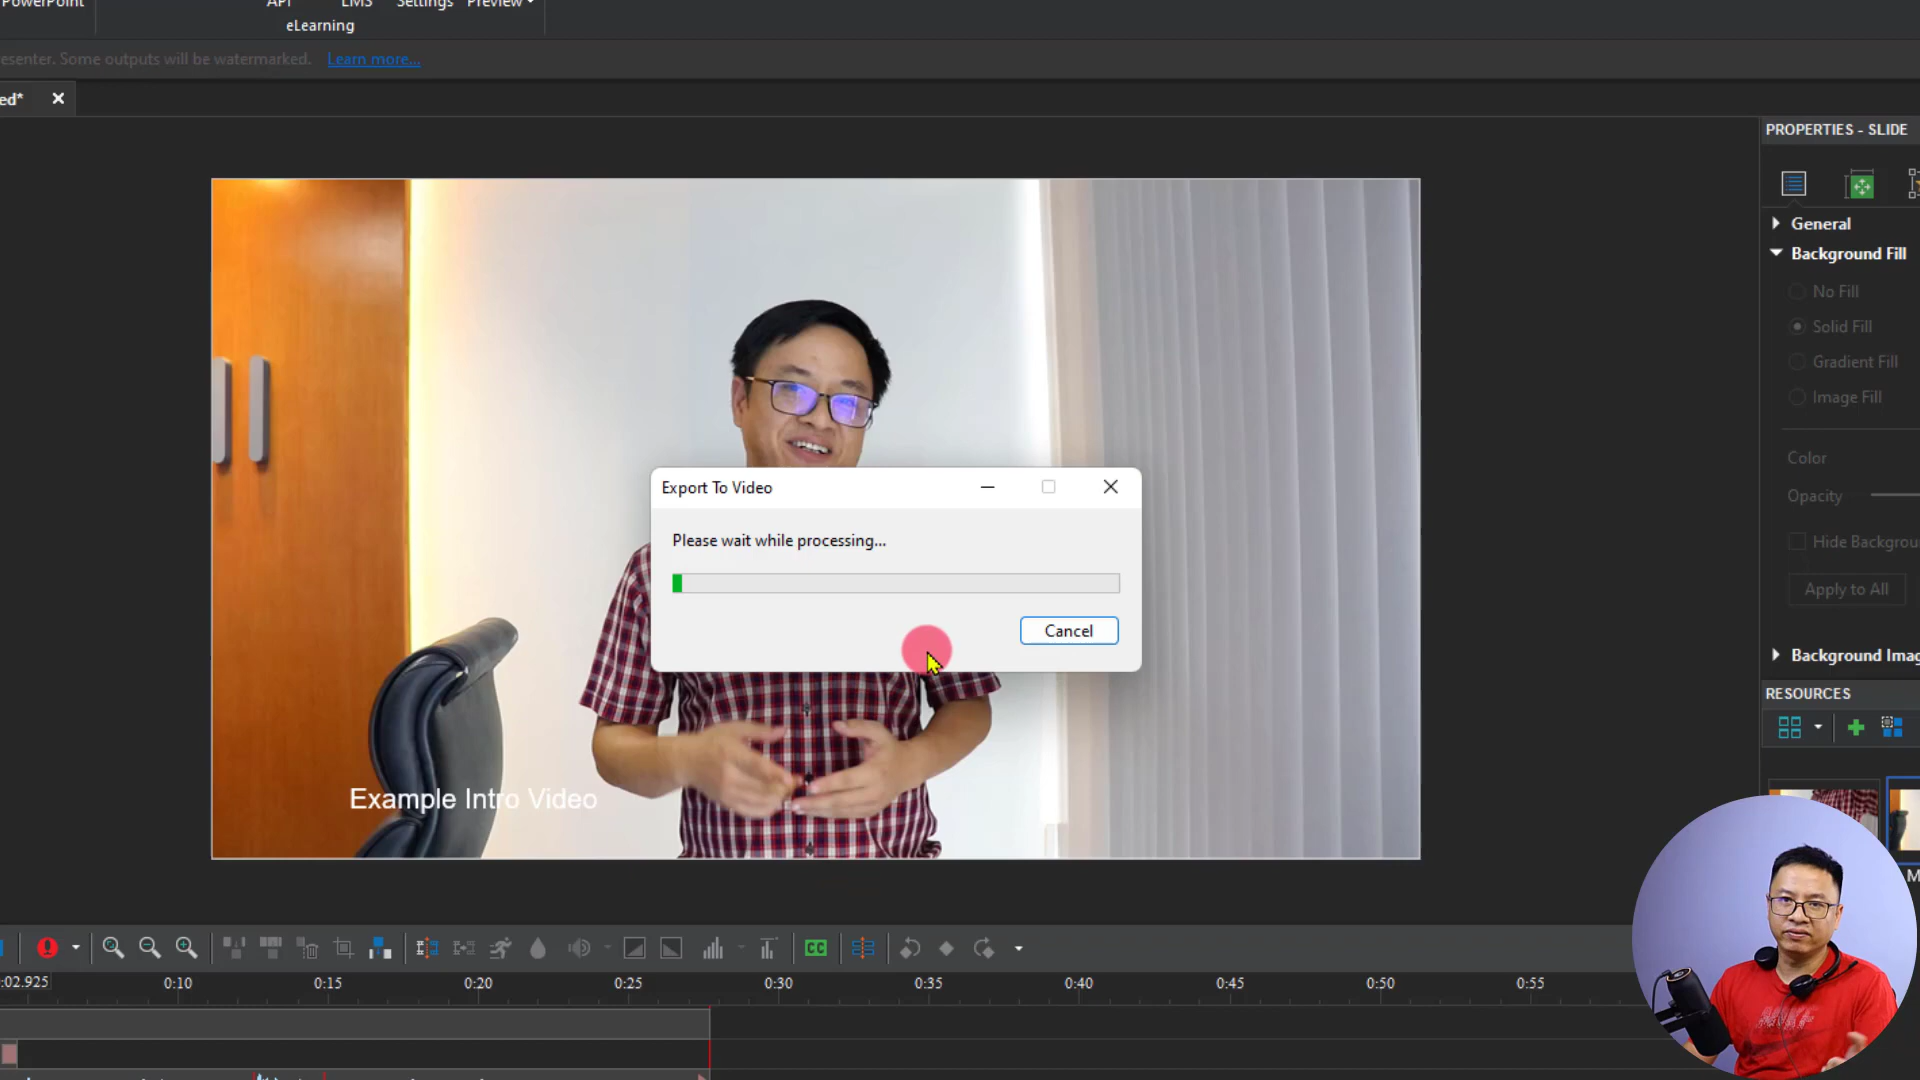 PowerPoint
API
LMS
Settings
Preview
eLearning
esenter. Some outputs will be watermarked. Learn more...
ed*
PROPERTIES - SLIDE
General
Background Fill
No Fill
Solid Fill
Gradient Fill
Image Fill
Color
Opacity
Hide Backgrou
Apply to All
Background Imag
RESOURCES
Export To Video
Please wait while processing...
Cancel
Example Intro Video
M
CC
:02.925
0:10
0:15
0:20
0:25
0:30
0:35
0:40
0:45
0:50
0:55
NIKE